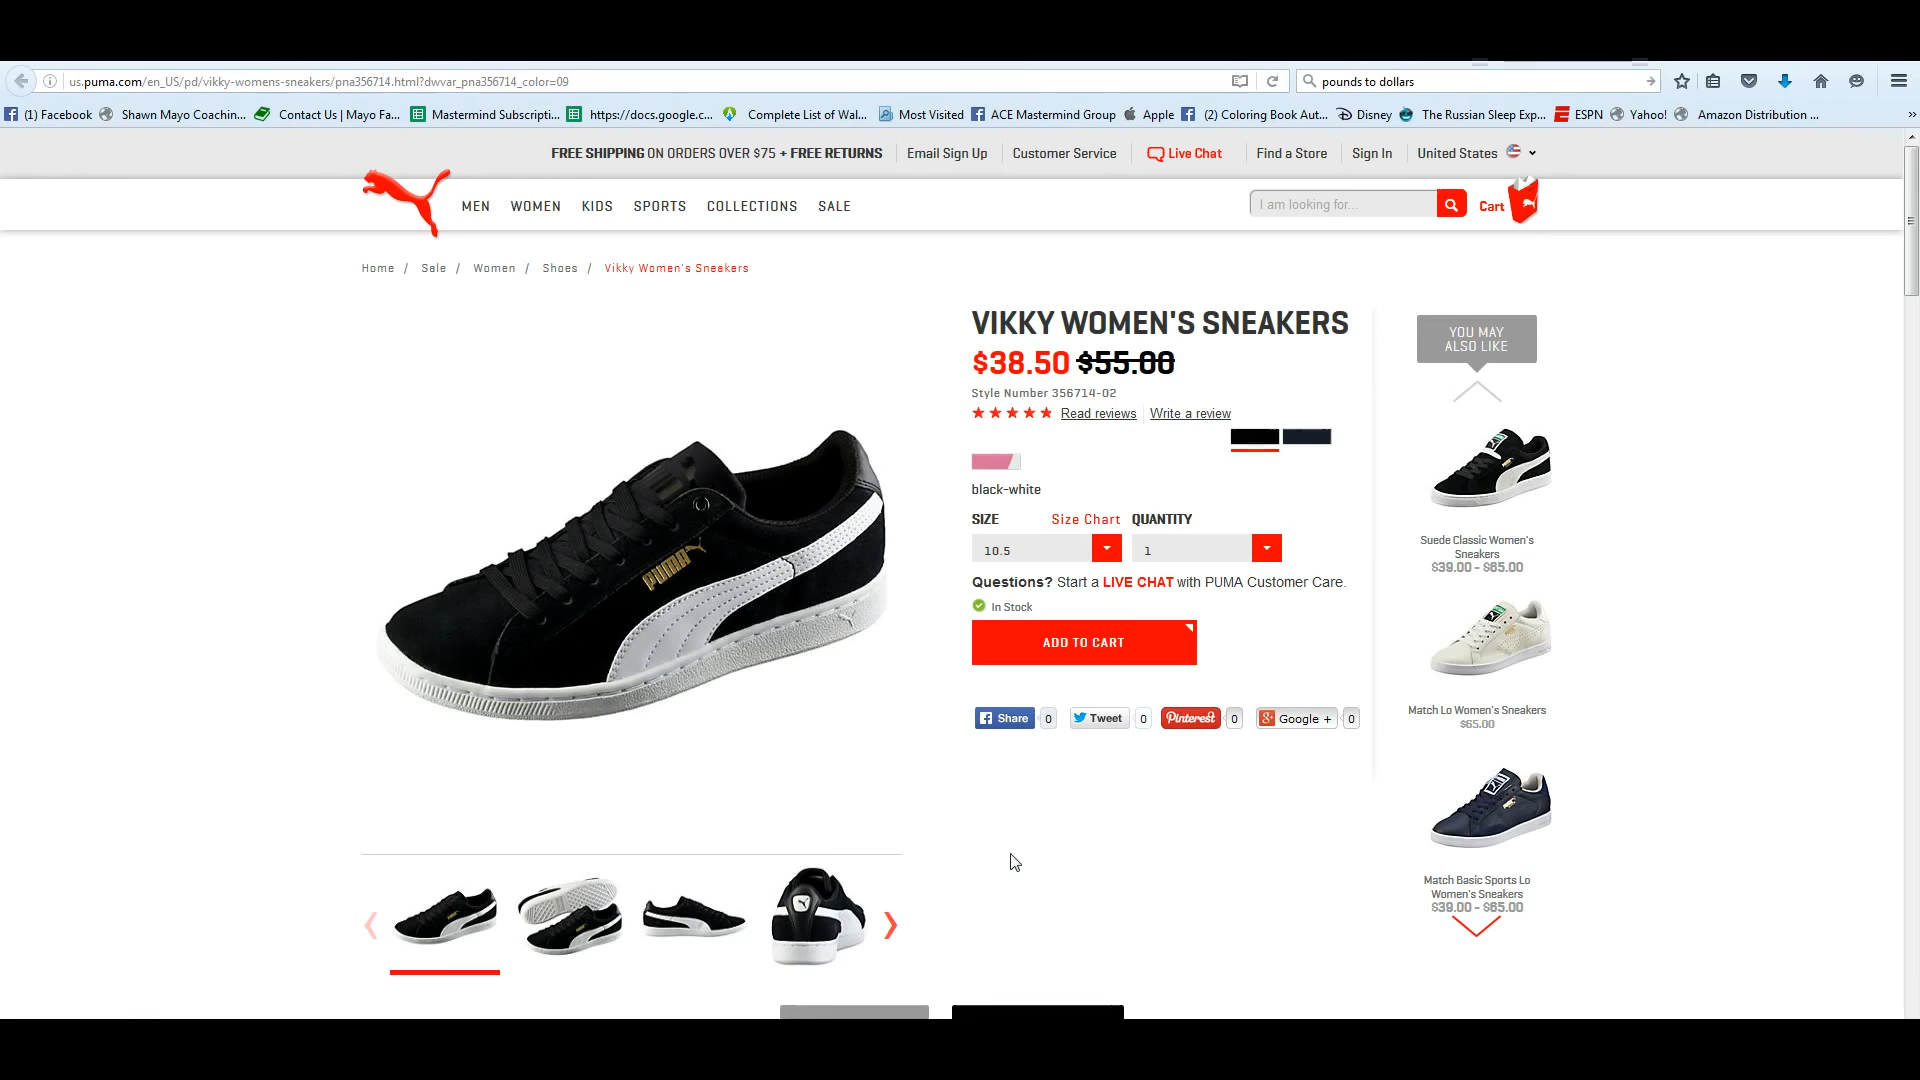 us.puma.com/en_US/pd/vikky-womens-sneakers/pna356714.html?dwvar_pna356714_color=09
pounds to dollars
(1) Facebook Shawn Mayo Coachin... Contact Us | Mayo Fa... Mastermind Subscripti... https://docs.google.c... Complete List of Wal... Most Visited ACE Mastermind Group Apple (2) Coloring Book Aut... Disney The Russian Sleep Exp... ESPN Yahoo! Amazon Distribution ...
FREE SHIPPING ON ORDERS OVER $75 + FREE RETURNS Email Sign Up Customer Service Live Chat Find a Store Sign In United States
MEN WOMEN KIDS SPORTS COLLECTIONS SALE I am looking for... Cart
Home / Sale / Women / Shoes / Vikky Women's Sneakers
VIKKY WOMEN'S SNEAKERS
$38.50 $55.00
Style Number 356714-02
Read reviews Write a review
black-white
SIZE Size Chart QUANTITY
10.5 1
Questions? Start a LIVE CHAT with PUMA Customer Care.
In Stock
ADD TO CART
Share 0 Tweet 0 Pinterest 0 Google + 0
PUMA
YOU MAY
ALSO LIKE
Suede Classic Women's
Sneakers
$39.00 - $65.00
Match Lo Women's Sneakers
$65.00
Match Basic Sports Lo
Women's Sneakers
$39.00 - $65.00